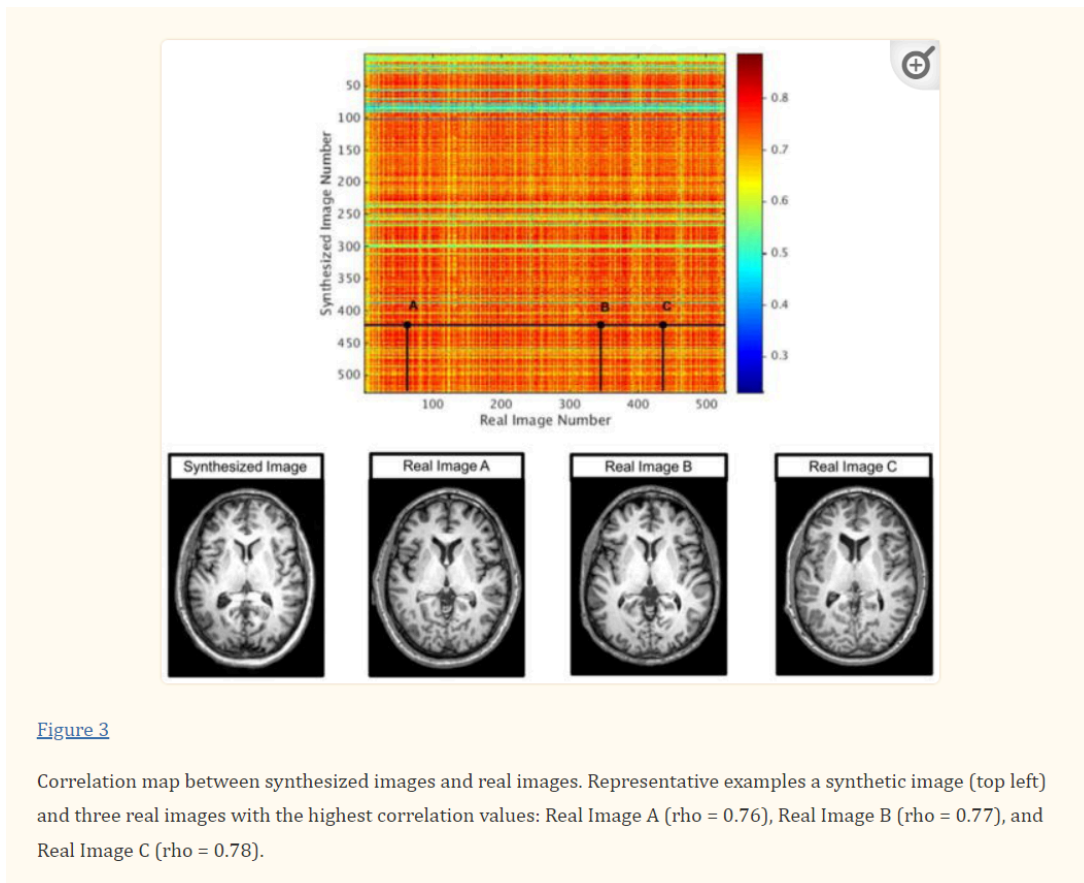 50
100
150
200
250
300
350
400
450
500
Synthesized Image Number
A
B
C
100
200
300
400
500
Real Image Number
0.8
0.7
0.6
0.5
0.4
0.3
Synthesized Image
Real Image A
Real Image B
Real Image C
Figure 3
Correlation map between synthesized images and real images. Representative examples a synthetic image (top left)
and three real images with the highest correlation values: Real Image A (rho = 0.76), Real Image B (rho = 0.77), and
Real Image C (rho = 0.78).